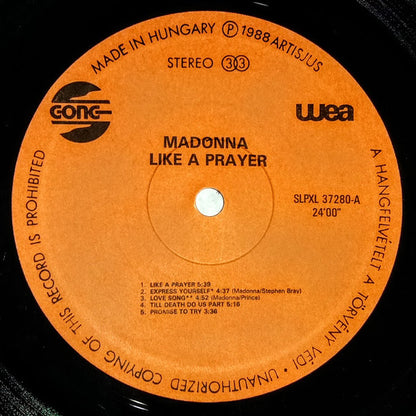 MADE IN HUNGARY Ⓟ 1988 ARTISJUS
STEREO 33
GONG
wea
MADONNA
LIKE A PRAYER
SLPXL 37280-A
24'00"
1. LIKE A PRAYER 5:39
2. EXPRESS YOURSELF* 4:37 (Madonna/Stephen Bray)
3. LOVE SONG** 4:52 (Madonna/Prince)
4. TILL DEATH DO US PART 5:16
5. PROMISE TO TRY 3:36
A HANGFELVÉTELT A TÖRVÉNY VÉDI • UNAUTHORIZED COPYING OF THIS RECORD IS PROHIBITED